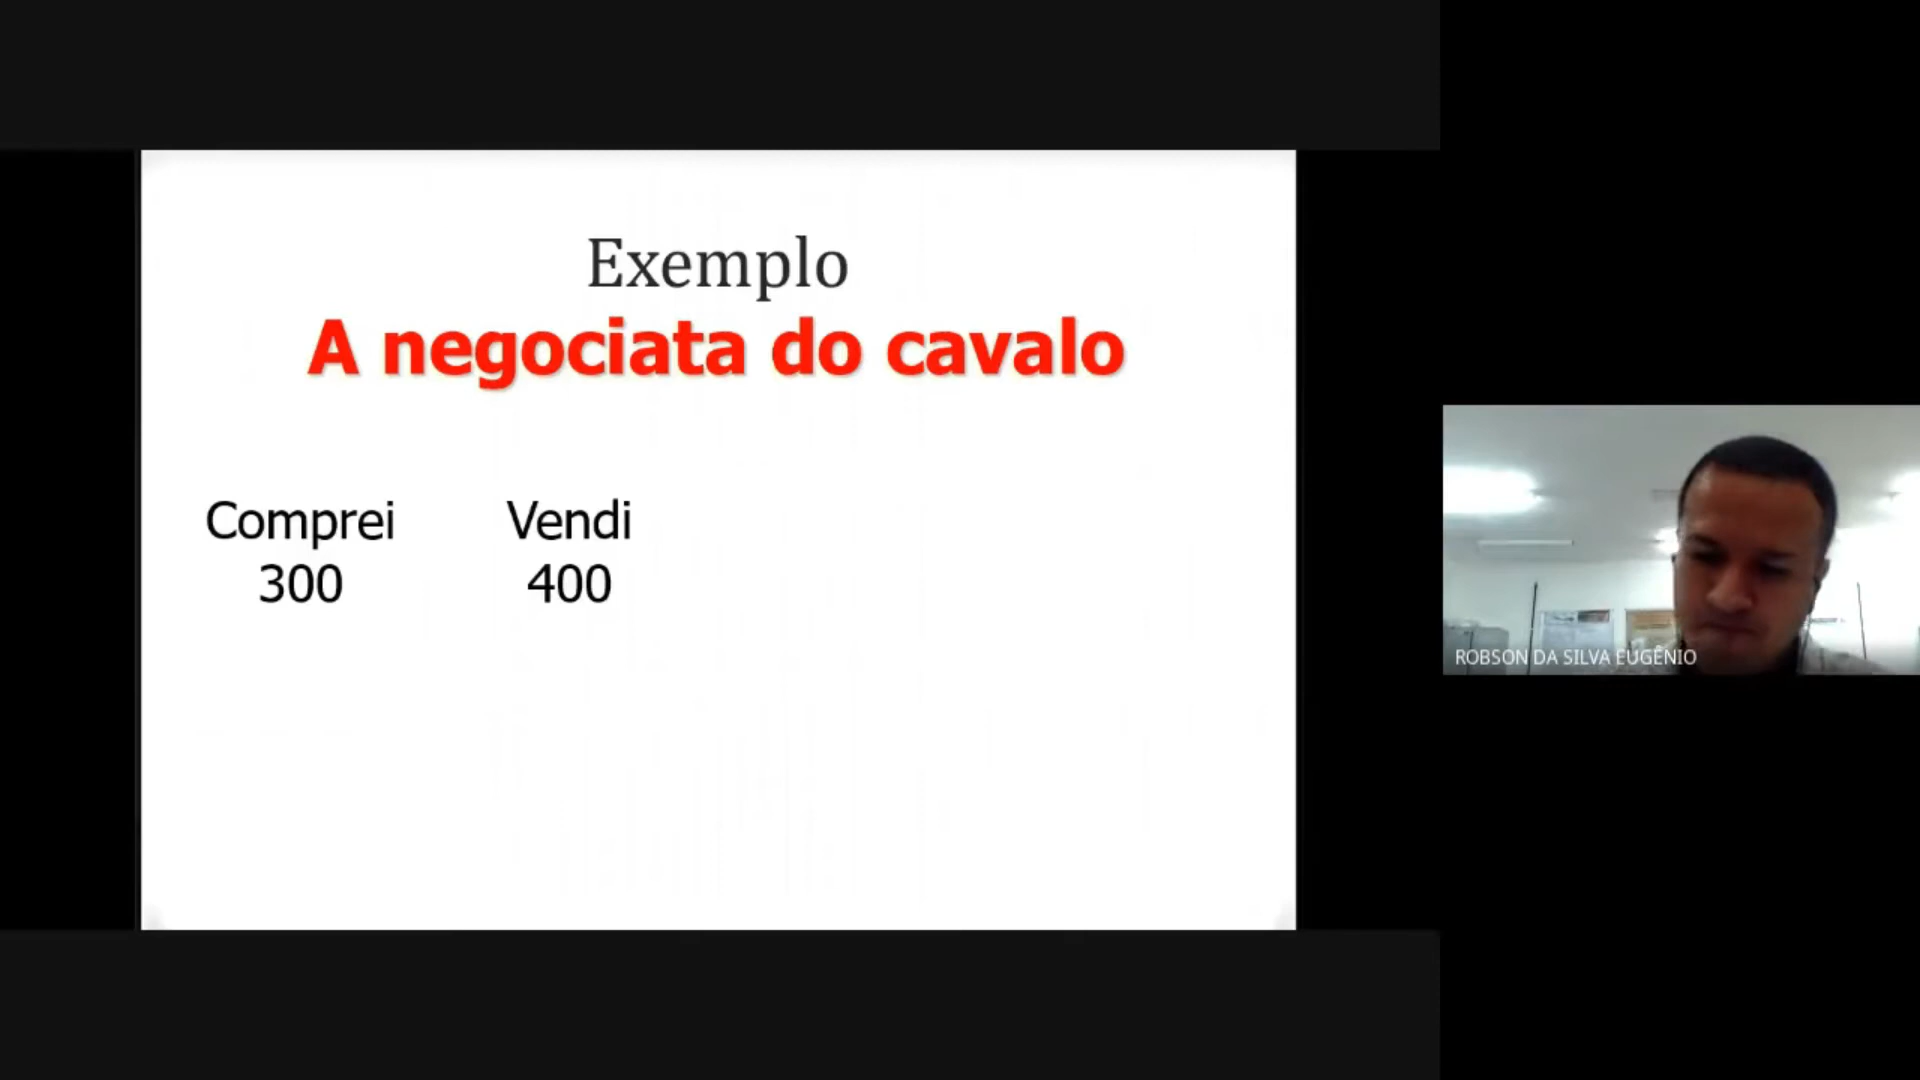 Exemplo
A negociata do cavalo
Comprei Vendi
300 400
ROBSON DA SILVA EUGÊNIO